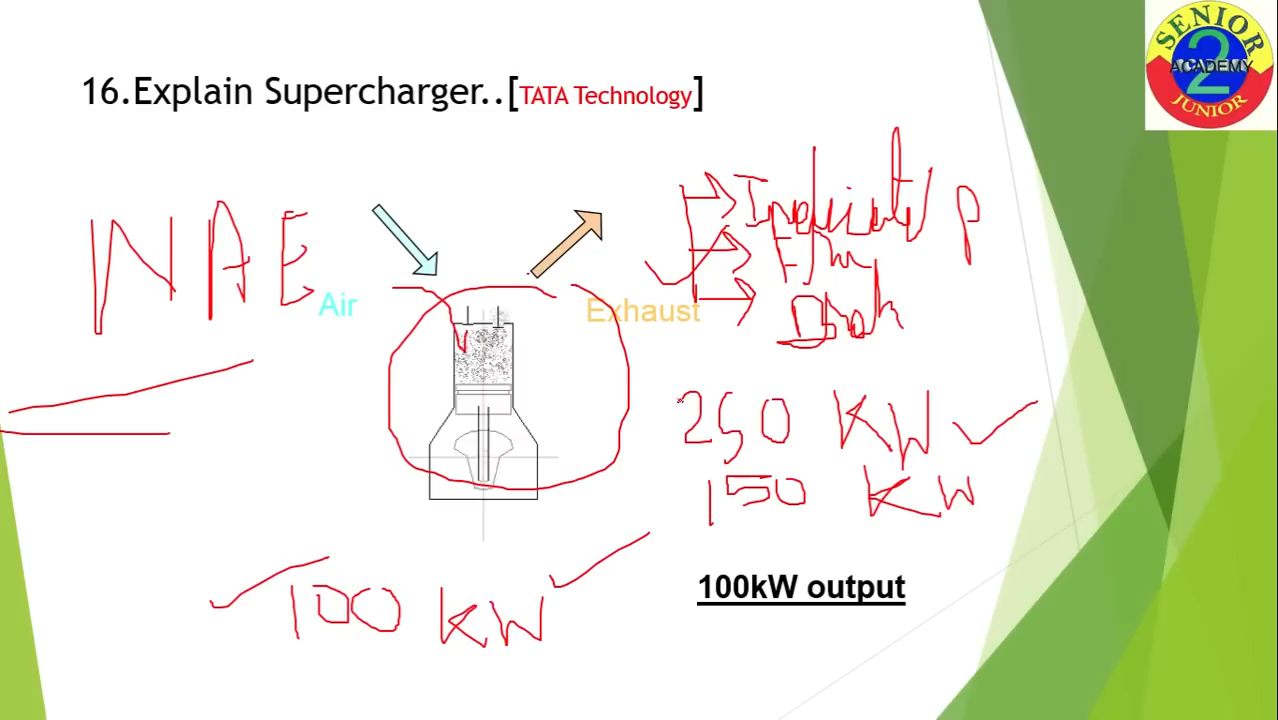 16.Explain Supercharger..[TATA Technology]
SENIOR
2
ACADEMY
JUNIOR
NAE
Indicated P
Air
Exhaust
250 KW
150 KW
100kW output
100 KW